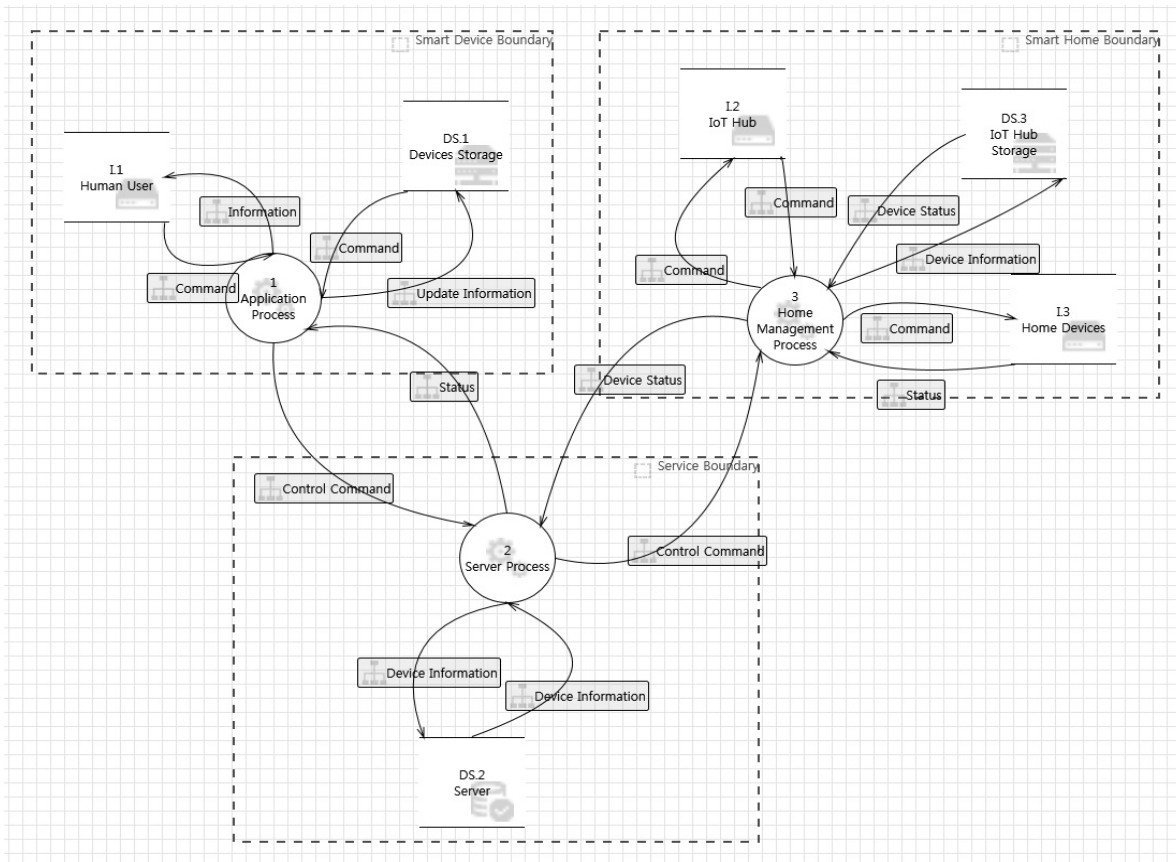 Smart Device Boundary
Smart Home Boundary
I.1
Human User
DS.1
Devices Storage
Information
Command
Command
Update Information
1
Application
Process
I.2
IoT Hub
DS.3
IoT Hub
Storage
Command
Device Status
Command
Device Information
3
Home
Management
Process
I.3
Home Devices
Command
Status
Status
Device Status
Service Boundary
Control Command
2
Server Process
Control Command
Device Information
Device Information
DS.2
Server